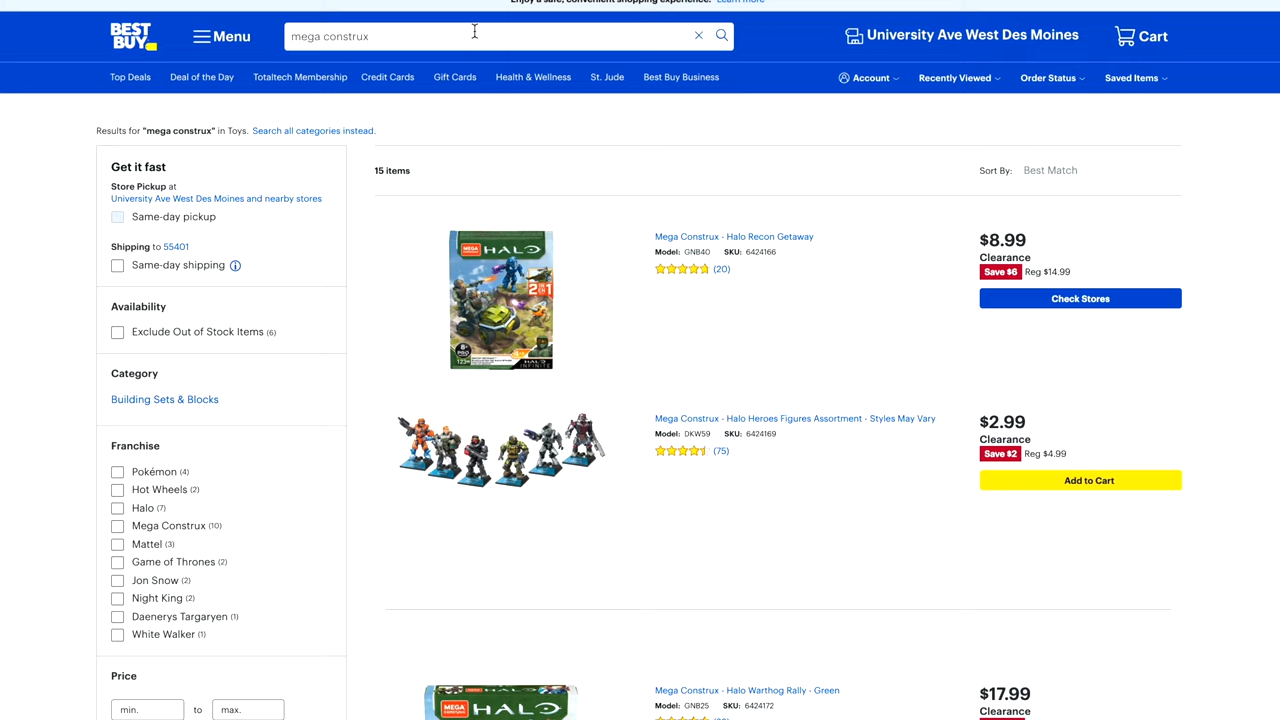 Enjoy a safe, convenient shopping experience. Learn more
BEST BUY
Menu
mega construx
University Ave West Des Moines
Cart
Top Deals
Deal of the Day
Totaltech Membership
Credit Cards
Gift Cards
Health & Wellness
St. Jude
Best Buy Business
Account
Recently Viewed
Order Status
Saved Items
Results for "mega construx" in Toys. Search all categories instead.
Get it fast
Store Pickup at
University Ave West Des Moines and nearby stores
Same-day pickup
Shipping to 55401
Same-day shipping
Availability
Exclude Out of Stock Items (6)
Category
Building Sets & Blocks
Franchise
Pokémon (4)
Hot Wheels (2)
Halo (7)
Mega Construx (10)
Mattel (3)
Game of Thrones (2)
Jon Snow (2)
Night King (2)
Daenerys Targaryen (1)
White Walker (1)
Price
min. to max.
15 items
Sort By: Best Match
HALO
2in1
Mega Construx - Halo Recon Getaway
Model: GNB40 SKU: 6424166
(20)
$8.99
Clearance
Save $6 Reg $14.99
Check Stores
Mega Construx - Halo Heroes Figures Assortment - Styles May Vary
Model: DKW59 SKU: 6424169
(75)
$2.99
Clearance
Save $2 Reg $4.99
Add to Cart
MEGA
HALO
Mega Construx - Halo Warthog Rally - Green
Model: GNB25 SKU: 6424172
$17.99
Clearance